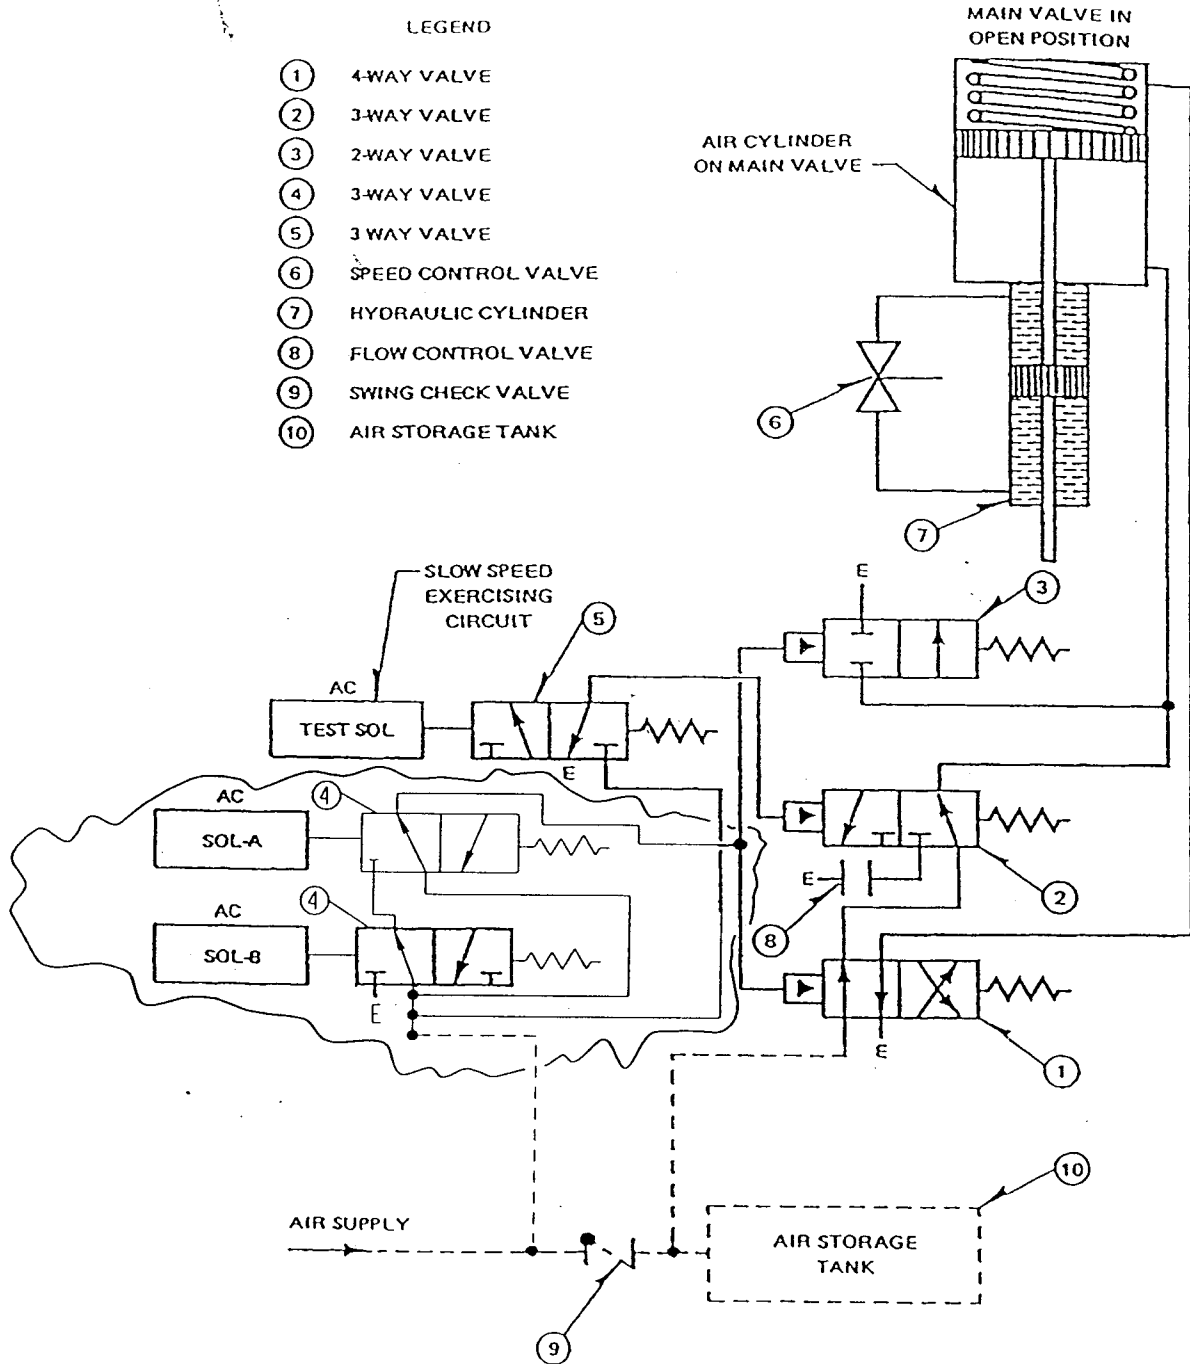 LEGEND
1 4-WAY VALVE
2 3-WAY VALVE
3 2-WAY VALVE
4 3-WAY VALVE
5 3 WAY VALVE
6 SPEED CONTROL VALVE
7 HYDRAULIC CYLINDER
8 FLOW CONTROL VALVE
9 SWING CHECK VALVE
10 AIR STORAGE TANK
MAIN VALVE IN
OPEN POSITION
AIR CYLINDER
ON MAIN VALVE
6
7
SLOW SPEED
EXERCISING
CIRCUIT
5
E
3
AC
TEST SOL
E
AC
SOL-A
4
E
8
2
AC
SOL-B
4
E
E
1
10
AIR SUPPLY
AIR STORAGE
TANK
9